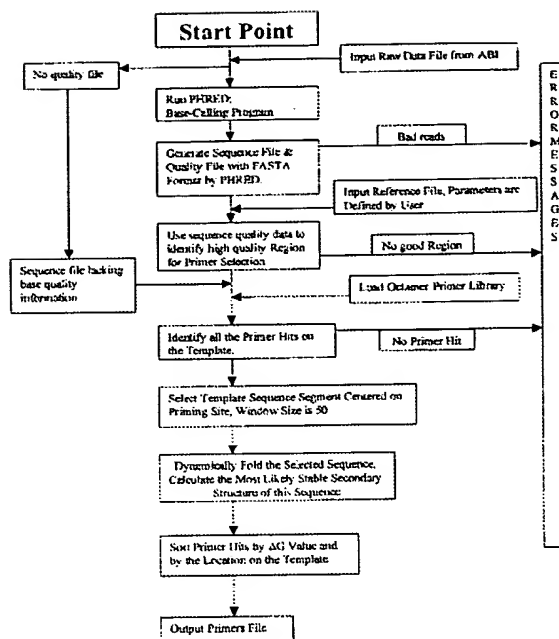 Start Point
Input Raw Data File from ABI
No quality file
Run PHRED:
Base-Calling Program
Bad reads
Generate Sequence File &
Quality File with FASTA
Format by PHRED.
Input Reference File, Parameters are
Defined by User
Use sequence quality data to
identify high quality Region
for Primer Selection
No good Region
Sequence file lacking
base quality
information
Load Octamer Primer Library
Identify all the Primer Hits on
the Template.
No Primer Hit
Select Template Sequence Segment Centered on
Priming Site, Window Size is 50
Dynamically Fold the Selected Sequence,
Calculate the Most Likely Stable Secondary
Structure of this Sequence
Sort Primer Hits by ΔG Value and
by the Location on the Template
Output Primers File
E
R
R
O
R
M
E
S
S
A
G
E
S